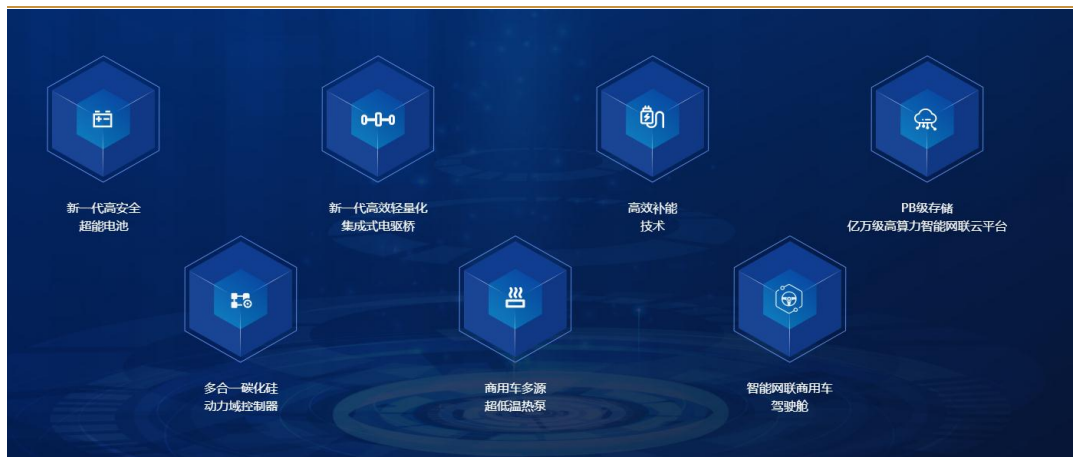 新一代高安全
超能电池
新一代高效轻量化
集成式电驱桥
高效补能
技术
PB级存储
亿万级高算力智能网联云平台
多合一碳化硅
动力域控制器
商用车多源
超低温热泵
智能网联商用车
驾驶舱